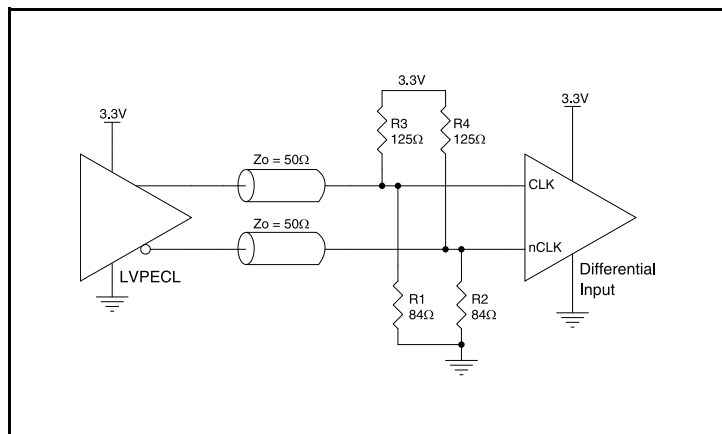 3.3V
3.3V
3.3V
R3
125Ω
R4
125Ω
Zo = 50Ω
CLK
Zo = 50Ω
nCLK
LVPECL
Differential
Input
R1
84Ω
R2
84Ω